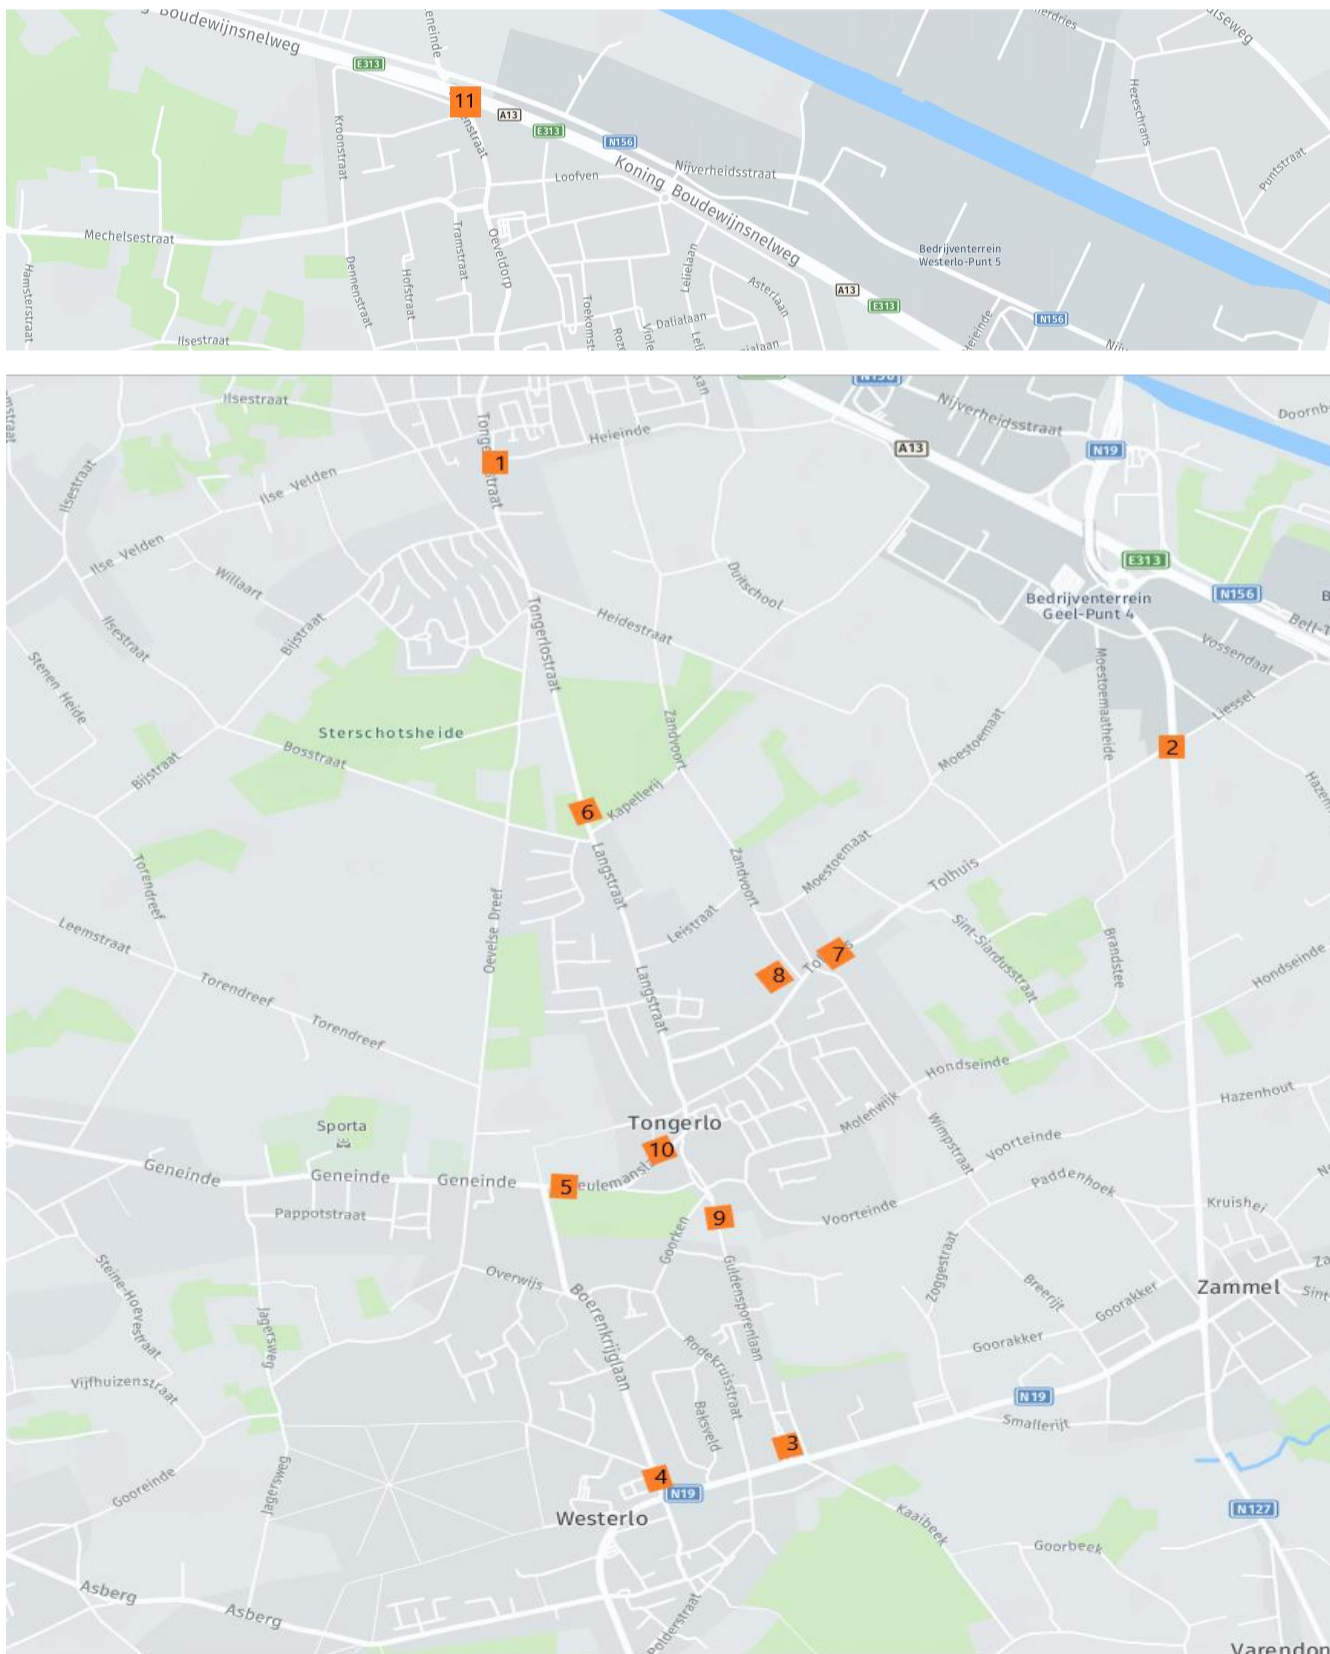 Boudewijnsnelweg
E313
11
A13
E313
N156
Koning Boudewijnsnelweg
Nijverheidsstraat
Kroonstraat
Loofven
Hezeschrans
Puntstraat
Mechelsestraat
Tramstraat
Oeveldorp
Hamsterstraat
Dennenstraat
Hofstraat
Lelielaan
Asterlaan
Bedrijventerrein
Westerlo-Punt 5
A13
E313
N156
Dalialaan
Ilsestraat
Ilsestraat
Heieinde
Nijverheidsstraat
A13
N19
1
Ilsestraat
Ilse Velden
Ilse Velden
Willaart
Bijstraat
Ilsestraat
Duitschool
E313
N156
Bedrijventerrein
Geel-Punt 4
Heidestraat
Tongerlostraat
Vossendaal
Moestoemaatheide
Liessel
Stenen Heide
Sterschotsheide
Bosstraat
Bijstraat
Zandvoort
Moestoemaat
2
6
Kapellerij
Langstraat
Zandvoort
Moestoemaat
Tolhuis
Torendreef
Leemstraat
Oevelse Dreef
Leistraat
Sint-Siardusstraat
Brandstee
Hondseinde
7
8
Torendreef
Torendreef
Langstraat
Hondseinde
Hazenhout
Molenwijk
Wimpstraat
Sporta
Tongerlo
10
Voorteinde
Geneinde
Geneinde
Geneinde
5
Paddenhoek
Kruishei
Pappotstraat
9
Voorteinde
Goorken
Guldensporenlaan
Zoggestraat
Breerijt
Goorakker
Zammel
Steine-Hoevestraat
Overwijs
Boerenkrijglaan
Jagersweg
Rodekruisstraat
Goorakker
Vijfhuizenstraat
Baksveld
N19
Smallerijt
3
4
N19
Gooreinde
Jagersweg
Westerlo
Kaaibeek
N127
Goorbeek
Asberg
Asberg
Polderstraat